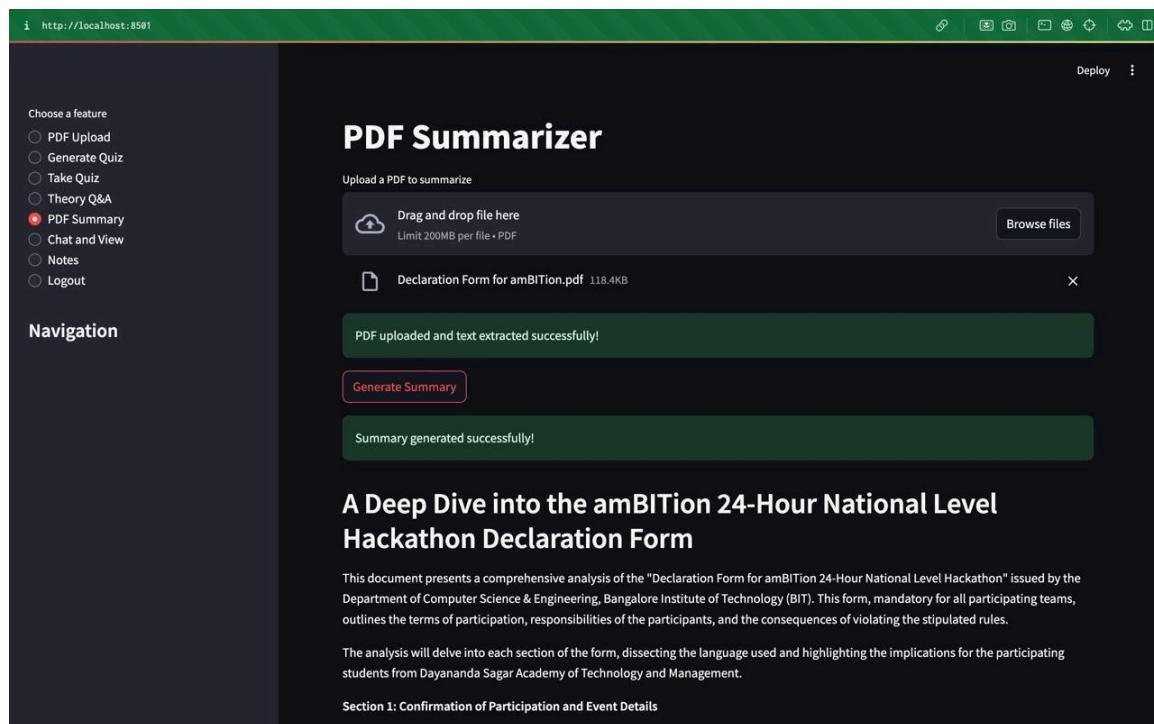 i http://localhost:8501
Deploy
Choose a feature
PDF Upload
Generate Quiz
Take Quiz
Theory Q&A
PDF Summary
Chat and View
Notes
Logout
Navigation
PDF Summarizer
Upload a PDF to summarize
Drag and drop file here
Limit 200MB per file • PDF
Browse files
Declaration Form for amBITion.pdf 118.4KB
PDF uploaded and text extracted successfully!
Generate Summary
Summary generated successfully!
A Deep Dive into the amBITion 24-Hour National Level
Hackathon Declaration Form
This document presents a comprehensive analysis of the "Declaration Form for amBITion 24-Hour National Level Hackathon" issued by the
Department of Computer Science & Engineering, Bangalore Institute of Technology (BIT). This form, mandatory for all participating teams,
outlines the terms of participation, responsibilities of the participants, and the consequences of violating the stipulated rules.
The analysis will delve into each section of the form, dissecting the language used and highlighting the implications for the participating
students from Dayananda Sagar Academy of Technology and Management.
Section 1: Confirmation of Participation and Event Details